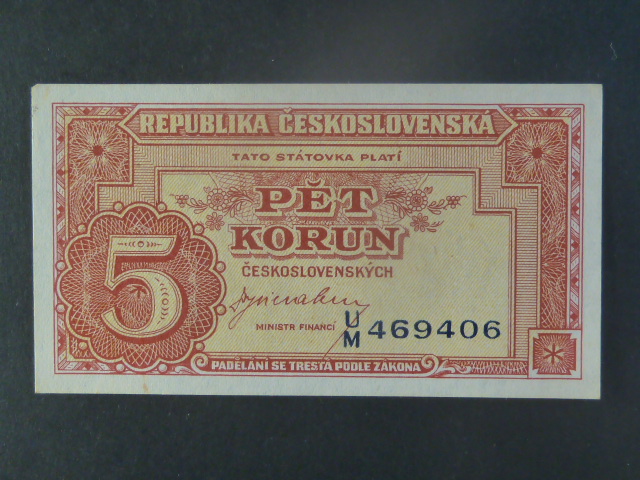 REPUBLIKA ČESKOSLOVENSKÁ
TATO STÁTOVKA PLATÍ
PĚT
KORUN
ČESKOSLOVENSKÝCH
5
MINISTR FINANCÍ
U/M 469406
PADĚLÁNÍ SE TRESTÁ PODLE ZÁKONA